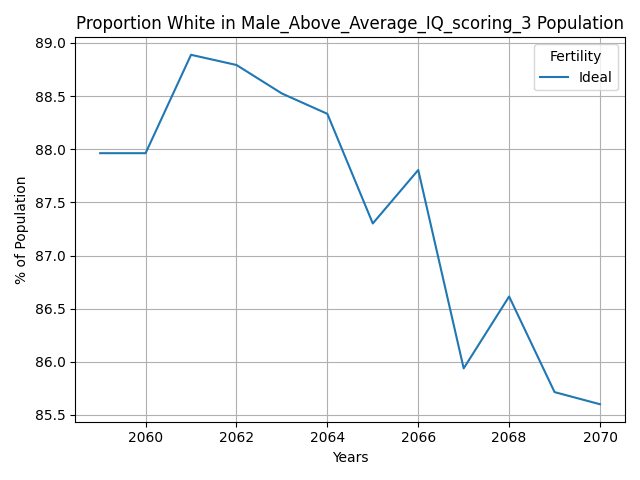 Proportion White in Male_Above_Average_IQ_scoring_3 Population
89.0
88.5
88.0
87.5
87.0
86.5
86.0
85.5
% of Population
Fertility
Ideal
2060 2062 2064 2066 2068 2070
Years